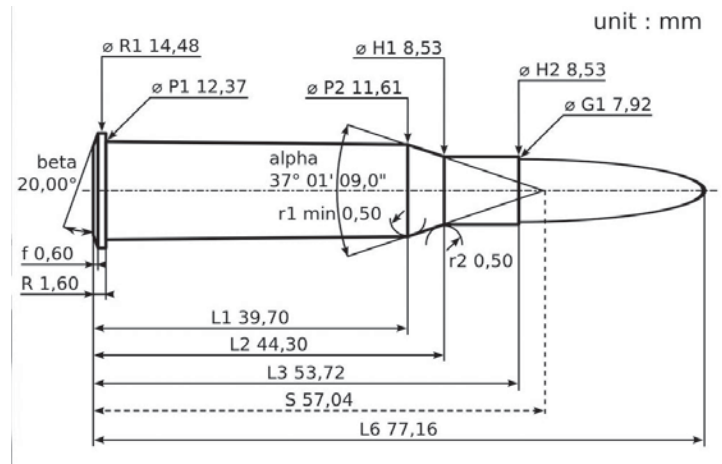 unit : mm
⌀ R1 14,48
⌀ H1 8,53
⌀ H2 8,53
⌀ P1 12,37
⌀ P2 11,61
⌀ G1 7,92
beta
20,00°
alpha
37° 01' 09,0"
r1 min 0,50
r2 0,50
f 0,60
R 1,60
L1 39,70
L2 44,30
L3 53,72
S 57,04
L6 77,16